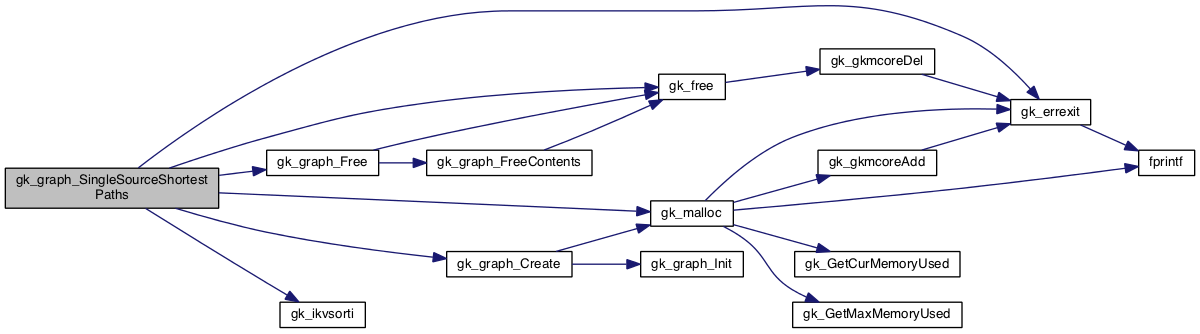 gk_graph_SingleSourceShortest
Paths
gk_errexit
gk_free
gk_gkmcoreDel
gk_graph_Free
gk_graph_FreeContents
gk_malloc
gk_gkmcoreAdd
fprintf
gk_graph_Create
gk_graph_Init
gk_GetCurMemoryUsed
gk_GetMaxMemoryUsed
gk_ikvsorti